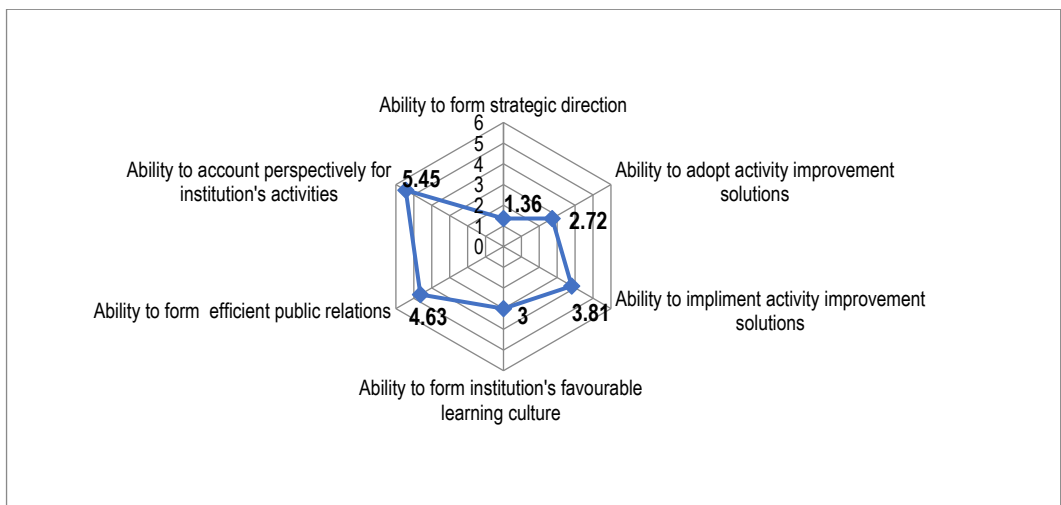 Ability to form strategic direction
6
5
4
3
2
1
0
Ability to account perspectively for
institution's activities
5.45
1.36
Ability to adopt activity improvement
solutions
2.72
Ability to form  efficient public relations
4.63
3
3.81
Ability to impliment activity improvement
solutions
Ability to form institution's favourable
learning culture